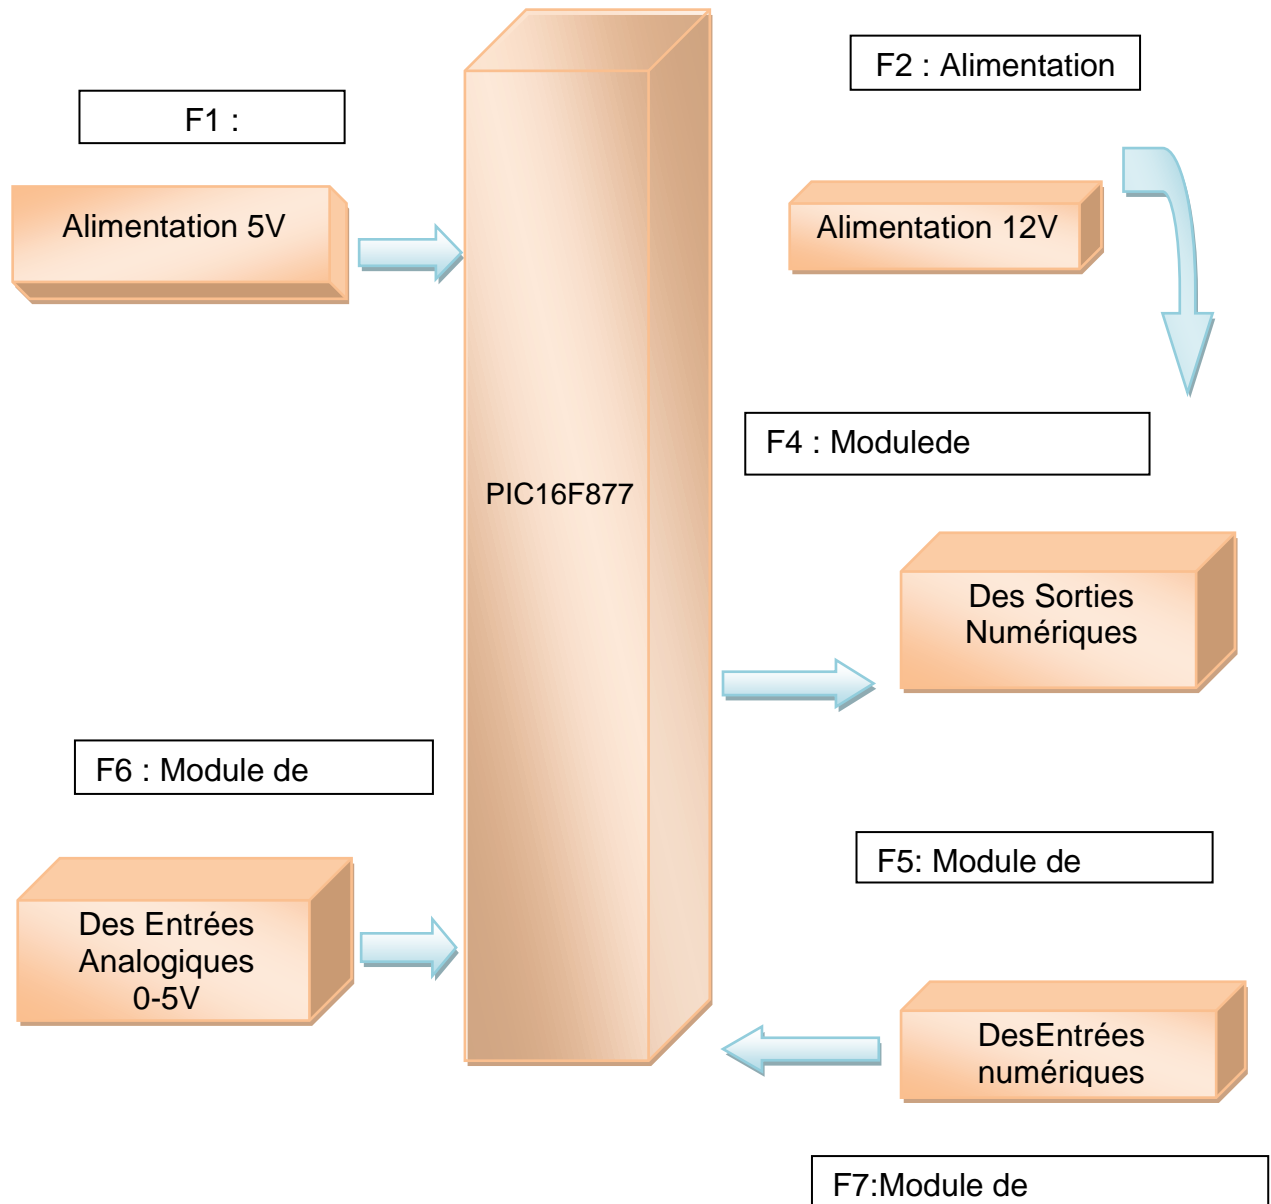 F1 :
Alimentation 5V
F2 : Alimentation
Alimentation 12V
PIC16F877
F4 : Modulede
Des Sorties
Numériques
F6 : Module de
Des Entrées
Analogiques
0-5V
F5: Module de
DesEntrées
numériques
F7:Module de